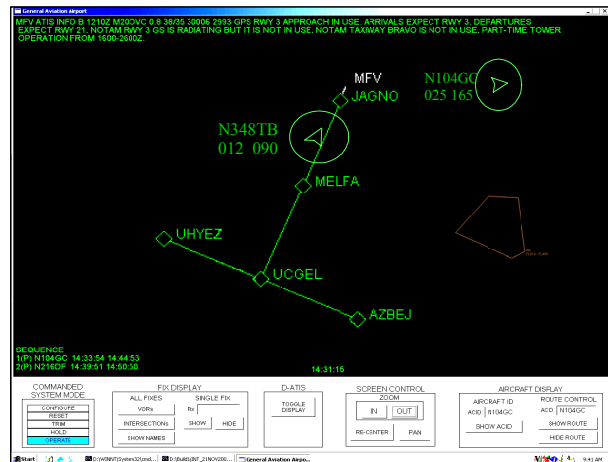 General Aviation Airport
MFV ATIS INFO B 1210Z M20OVC 0.8 38/35 30006 2993 GPS RWY 3 APPROACH IN USE. ARRIVALS EXPECT RWY 3, DEPARTURES
EXPECT RWY 21. NOTAM RWY 3 GS IS RADIATING BUT IT IS NOT IN USE. NOTAM TAXIWAY BRAVO IS NOT IN USE. PART-TIME TOWER
OPERATION FROM 1600-2600Z.
MFV
JAGNO
N104GC
025 165
N348TB
012 090
MELFA
UHYEZ
UCGEL
AZBEJ
SEQUENCE
1(P) N104GC 14:33:54 14:44:53
2(P) N216DF 14:39:51 14:50:50
14:31:15
COMMANDED
SYSTEM MODE
CONFIGURE
RESET
TRIM
HOLD
OPERATE
FIX DISPLAY
ALL FIXES
VORs
INTERSECTIONs
SHOW NAMES
SINGLE FIX
Fix
SHOW HIDE
D-ATIS
TOGGLE
DISPLAY
SCREEN CONTROL
ZOOM
IN OUT
RE-CENTER PAN
AIRCRAFT DISPLAY
AIRCRAFT ID
ACID N104GC
SHOW ACID
ROUTE CONTROL
ACID N104GC
SHOW ROUTE
HIDE ROUTE
Start
General Aviation Airpo...
9:41 AM